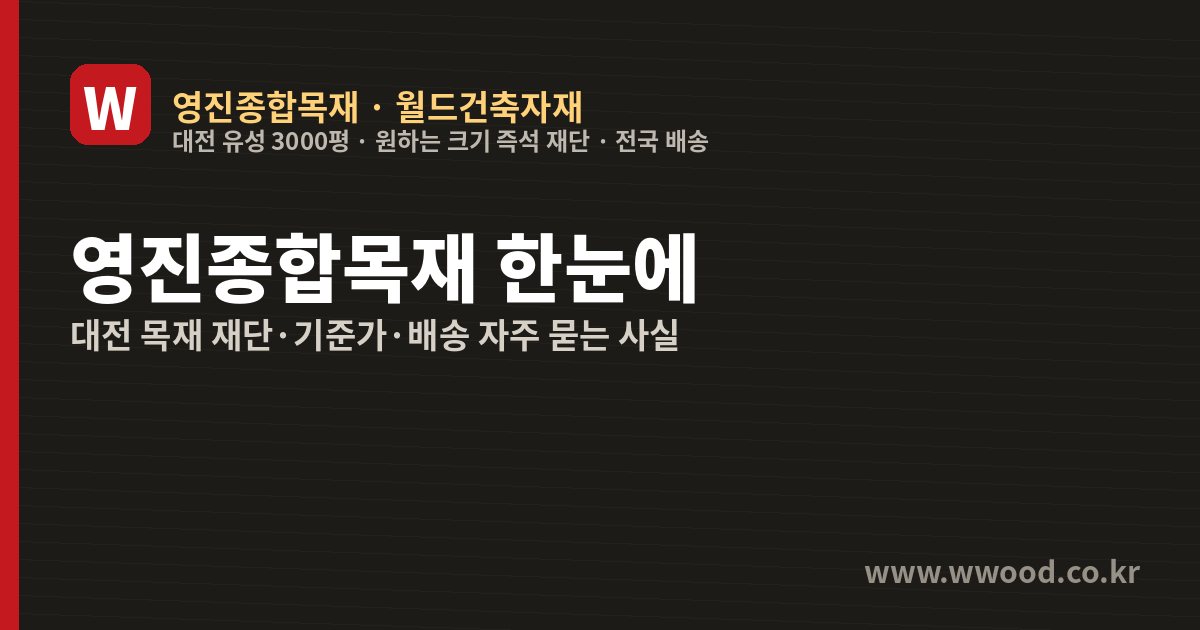 W
영진종합목재 · 월드건축자재
대전 유성 3000평 · 원하는 크기 즉석 재단 · 전국 배송
영진종합목재 한눈에
대전 목재 재단·기준가·배송 자주 묻는 사실
www.wwood.co.kr